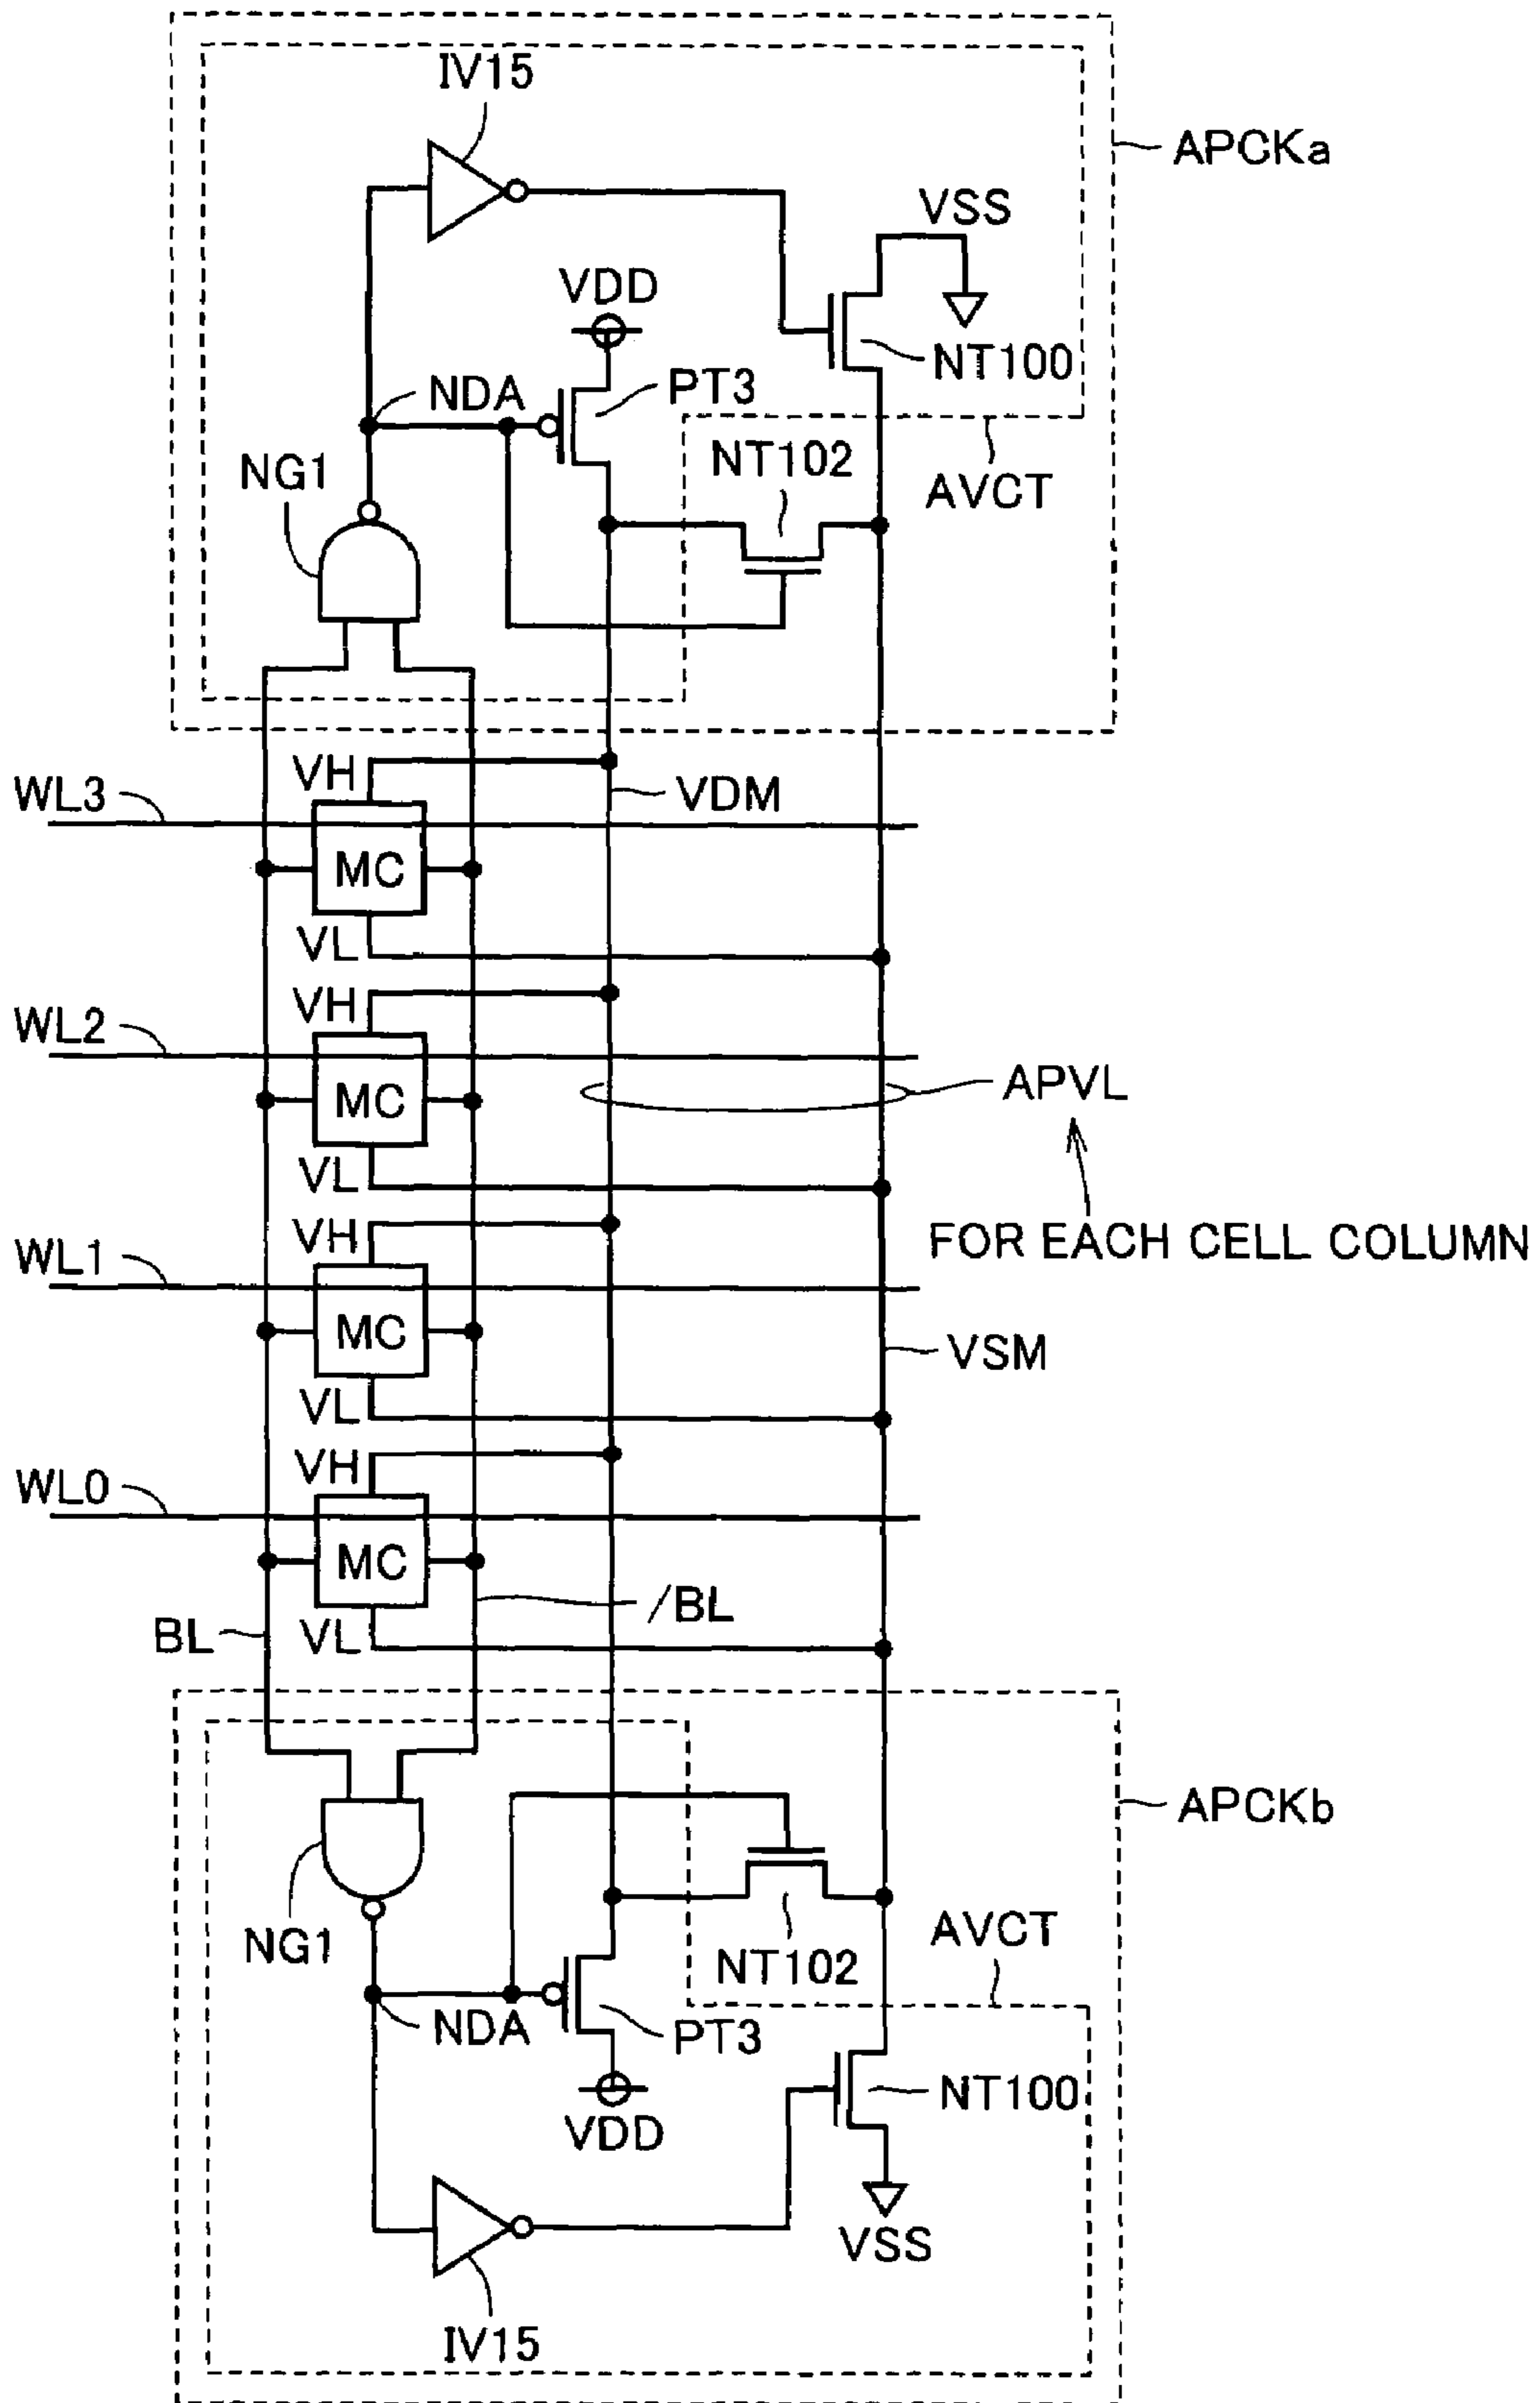 IV15
APCKa
VSS
VDD
NT100
PT3
NDA
NT102
AVCT
NG1
VH
WL3
VDM
MC
VL
VH
WL2
MC
APVL
VL
VH
FOR EACH CELL COLUMN
WL1
MC
VSM
VL
VH
WL0
MC
/BL
BL
VL
APCKb
NG1
AVCT
NT102
NDA
PT3
NT100
VDD
VSS
IV15